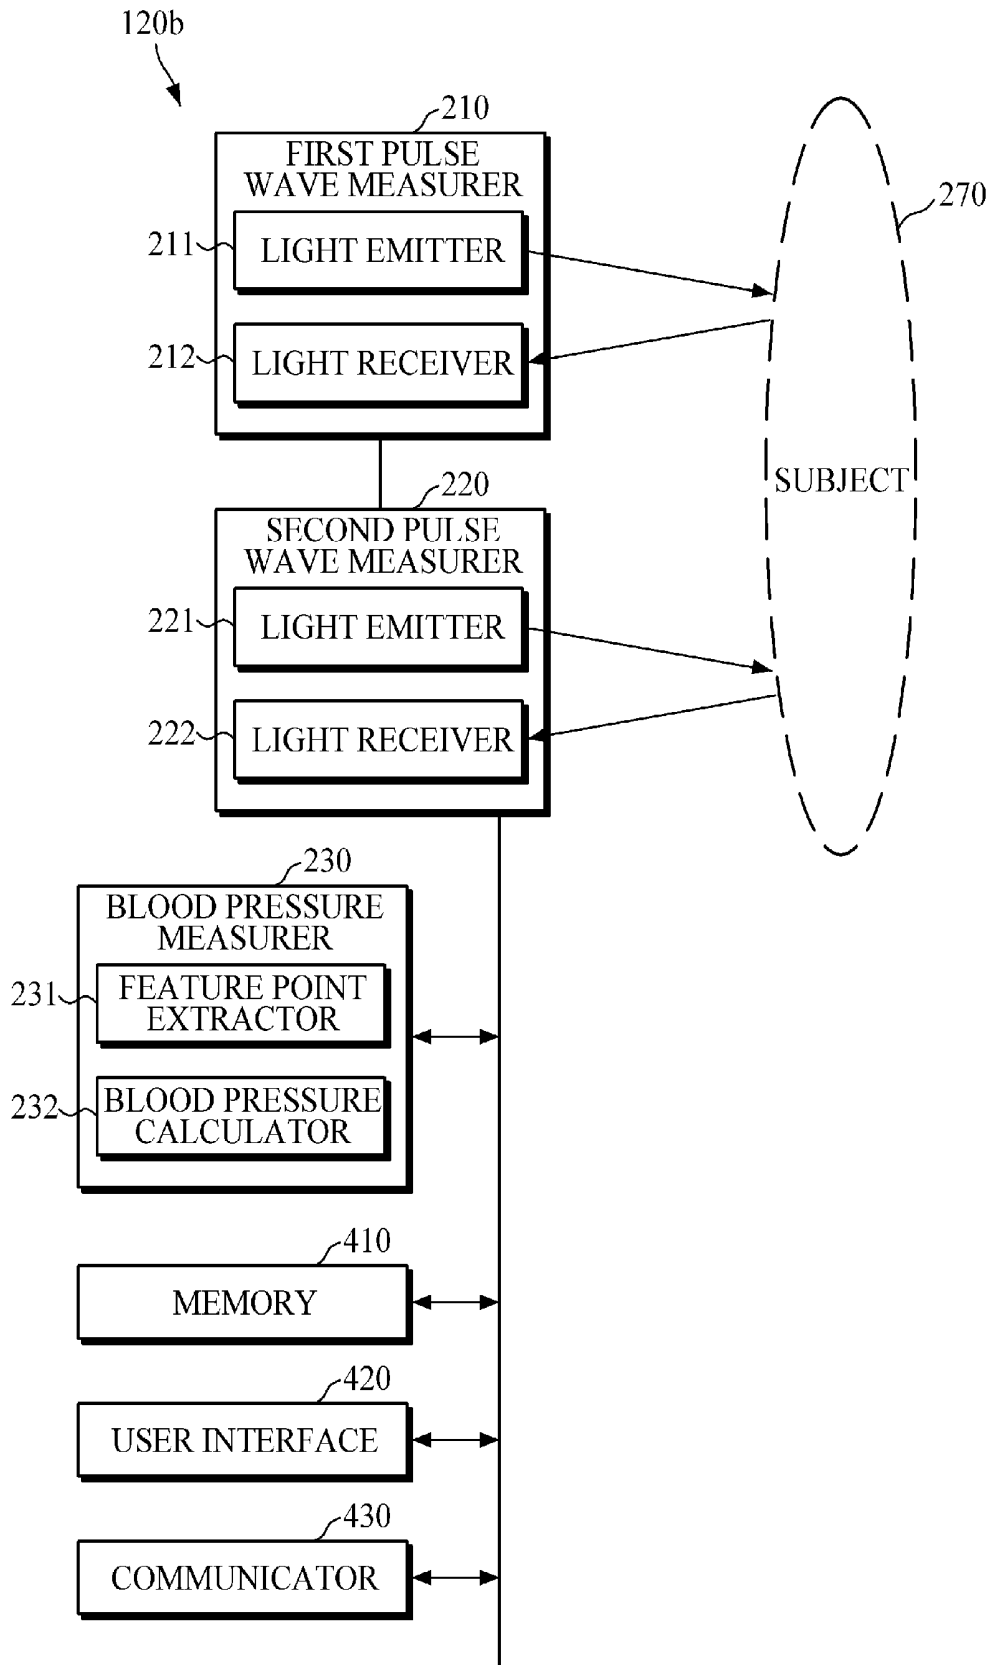 120b
210
FIRST PULSE
WAVE MEASURER
270
211
LIGHT EMITTER
212
LIGHT RECEIVER
SUBJECT
220
SECOND PULSE
WAVE MEASURER
221
LIGHT EMITTER
222
LIGHT RECEIVER
230
BLOOD PRESSURE
MEASURER
231
FEATURE POINT
EXTRACTOR
232
BLOOD PRESSURE
CALCULATOR
410
MEMORY
420
USER INTERFACE
430
COMMUNICATOR